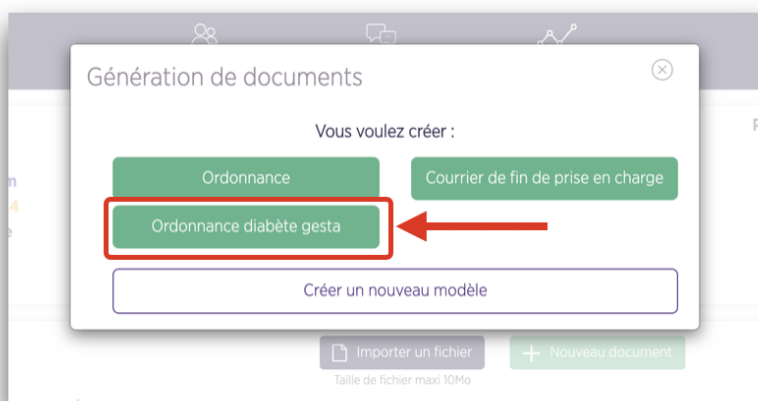 Génération de documents
Vous voulez créer :
Ordonnance
Courrier de fin de prise en charge
Ordonnance diabète gesta
Créer un nouveau modèle
Importer un fichier
Nouveau document
Taille de fichier maxi 10Mo